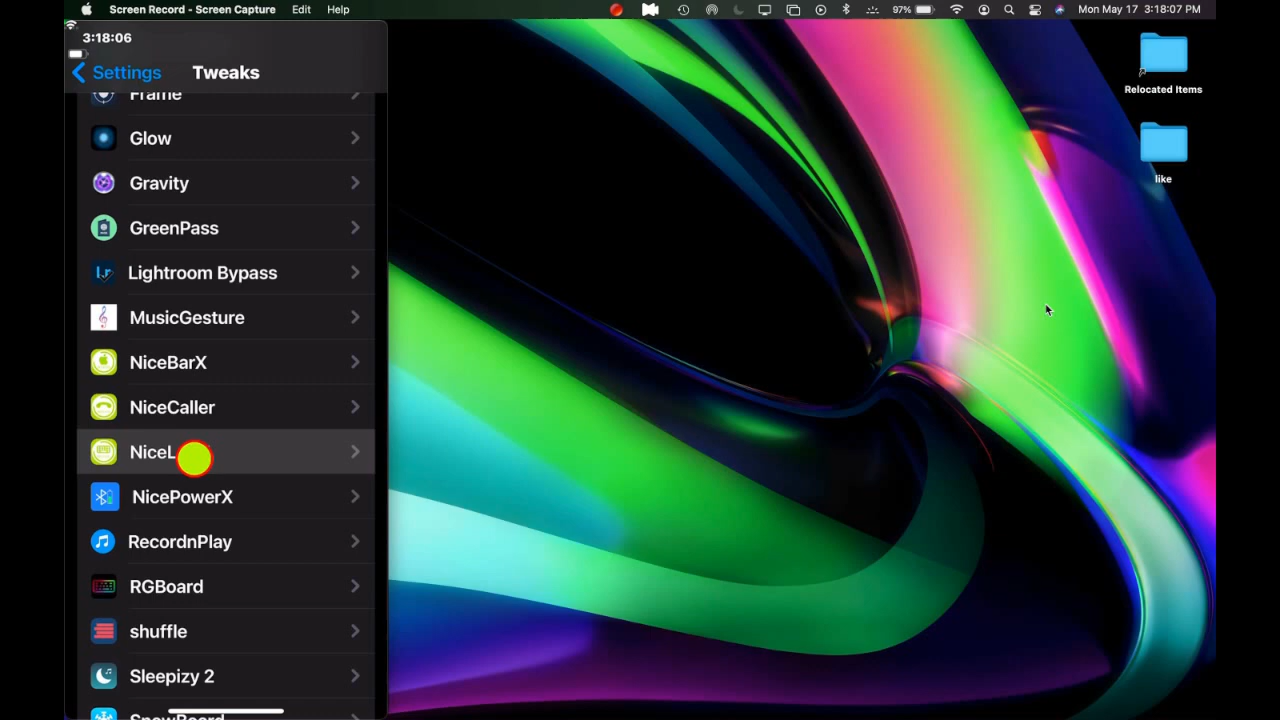 Screen Record - Screen Capture Edit Help 97% Mon May 17 3:18:07 PM
3:18:06
Settings Tweaks
Frame
Glow
Gravity
GreenPass
Lightroom Bypass
MusicGesture
NiceBarX
NiceCaller
NiceL
NicePowerX
RecordnPlay
RGBoard
shuffle
Sleepizy 2
SnowBoard
Relocated Items
like